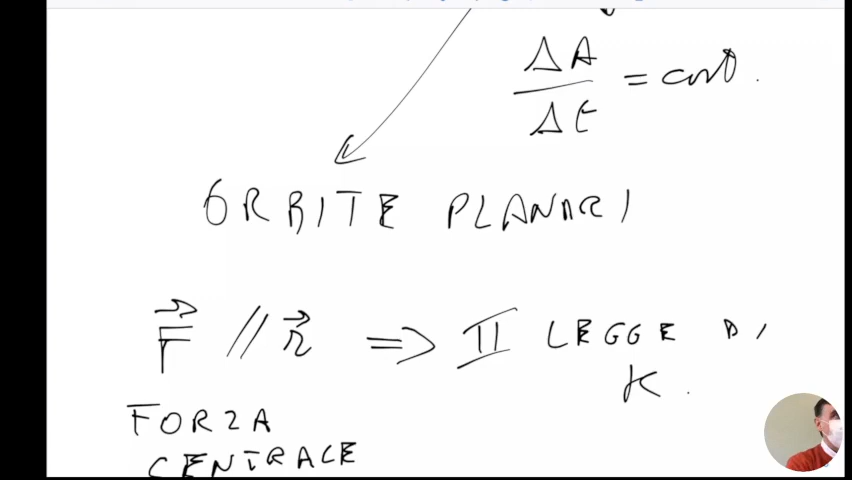 ΔA
— = cost.
Δt
ORBITE PLANARI
F⃗ // r⃗ => II LEGGE DI
K.
FORZA
CENTRALE